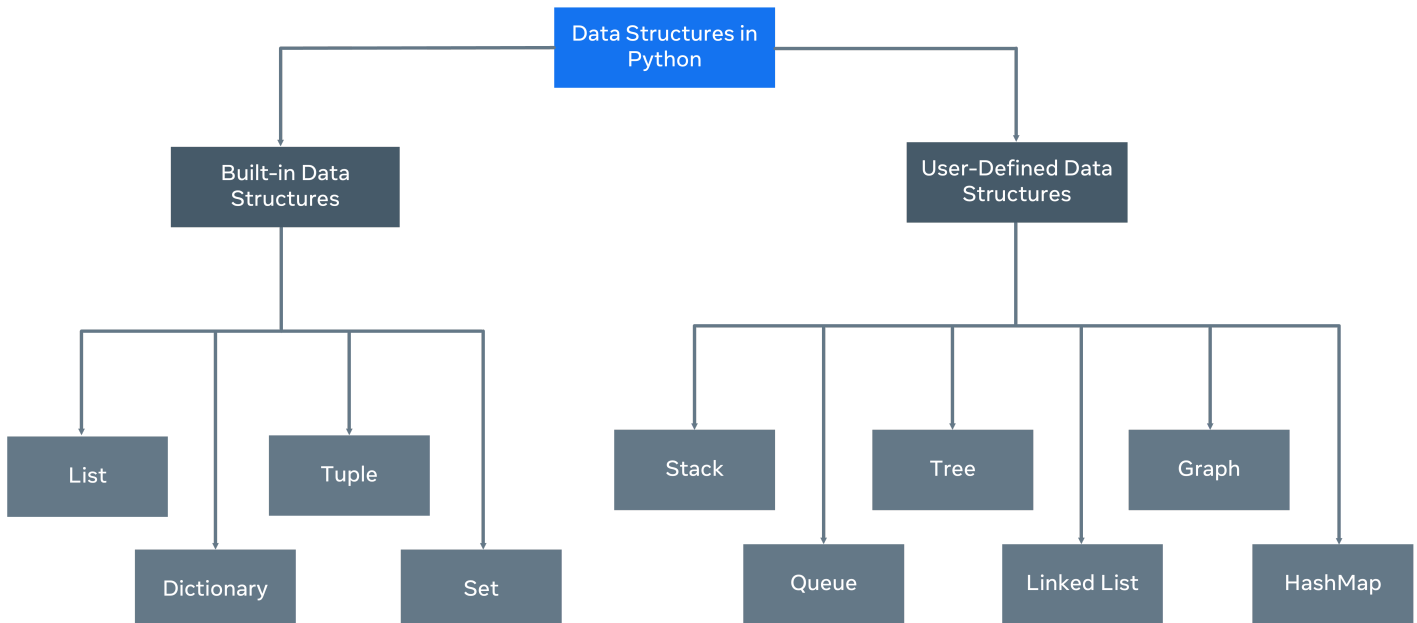 Data Structures in
Python
Built-in Data
Structures
User-Defined Data
Structures
List
Tuple
Dictionary
Set
Stack
Tree
Graph
Queue
Linked List
HashMap